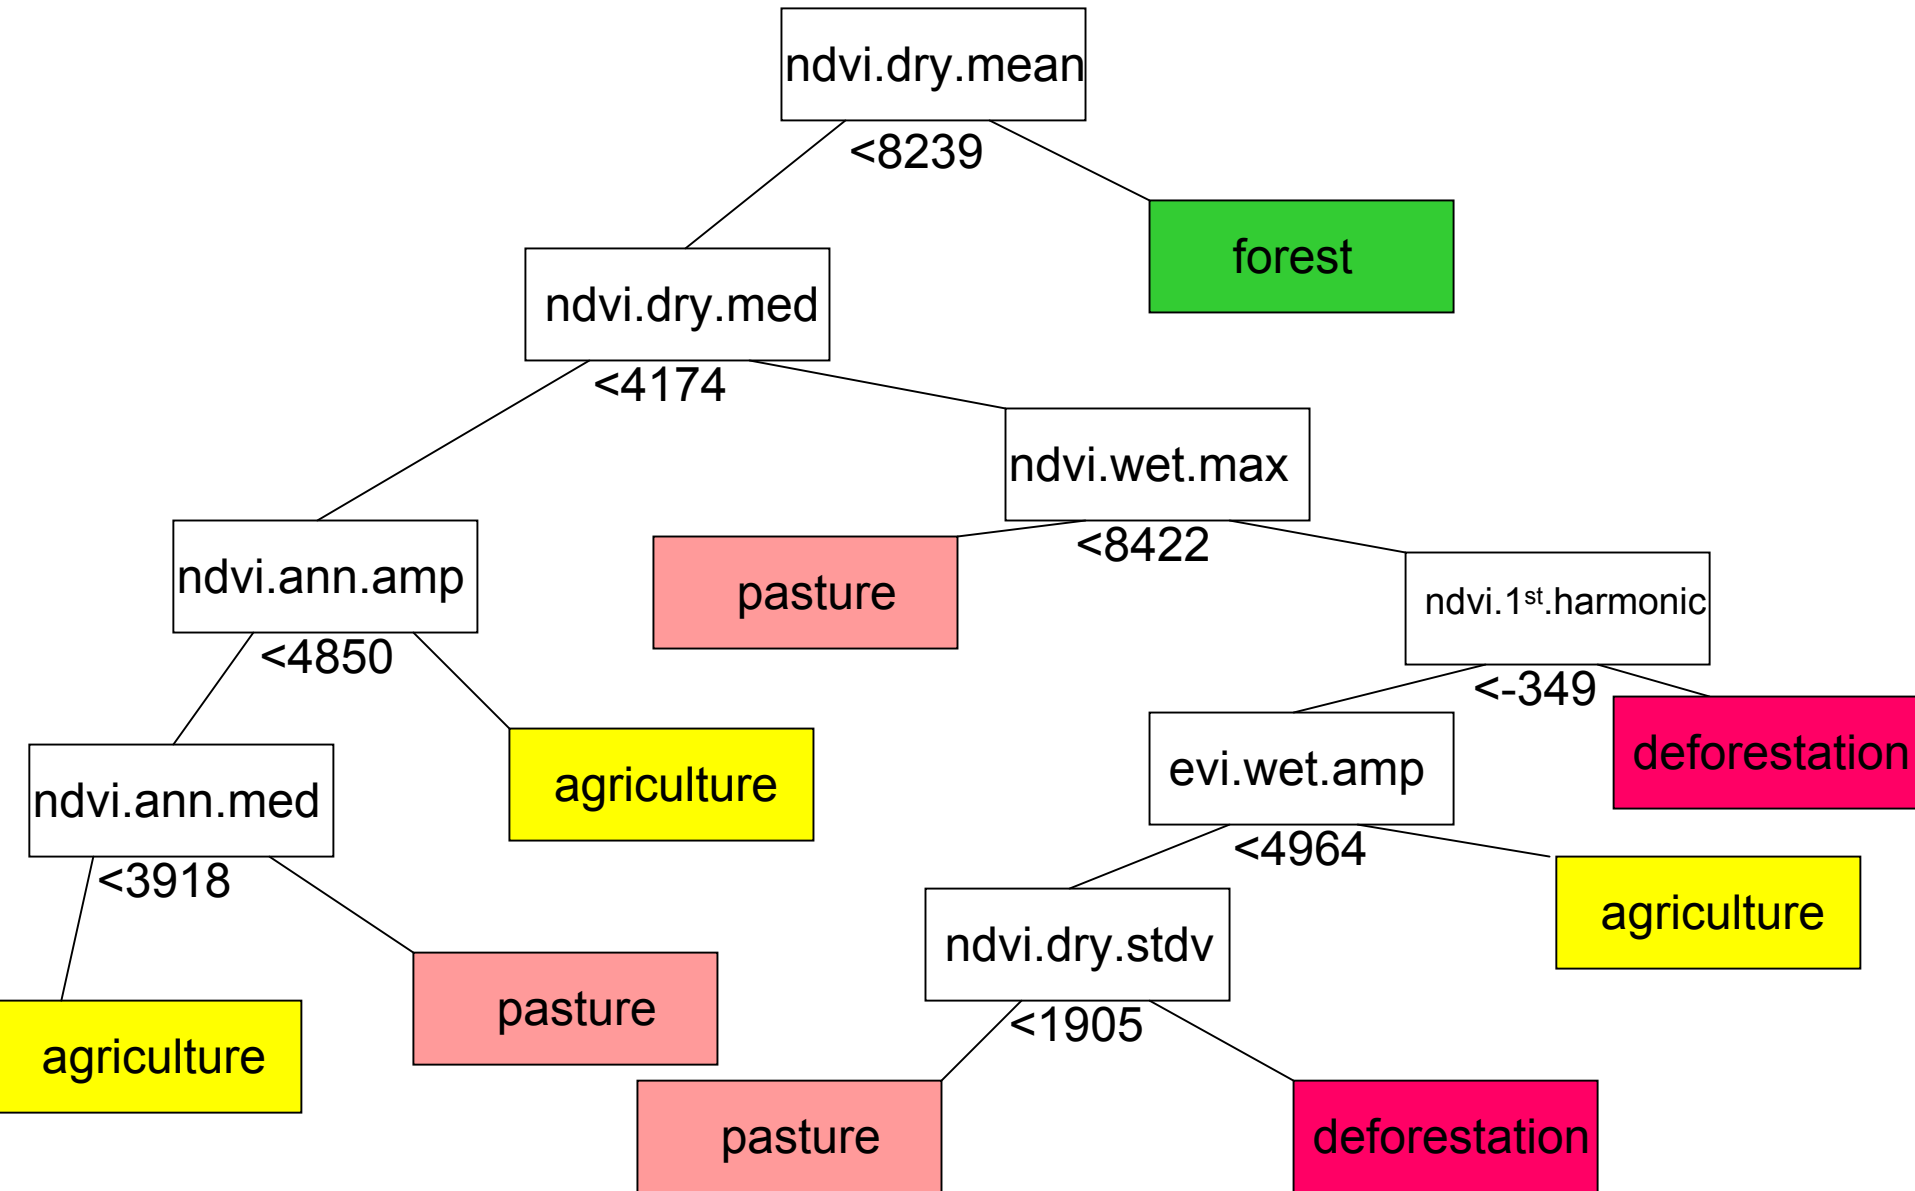 ndvi.dry.mean
<8239
forest
ndvi.dry.med
<4174
ndvi.wet.max
<8422
ndvi.ann.amp
pasture
ndvi.1st.harmonic
<4850
<-349
deforestation
evi.wet.amp
agriculture
ndvi.ann.med
<4964
<3918
agriculture
ndvi.dry.stdv
pasture
<1905
agriculture
pasture
deforestation